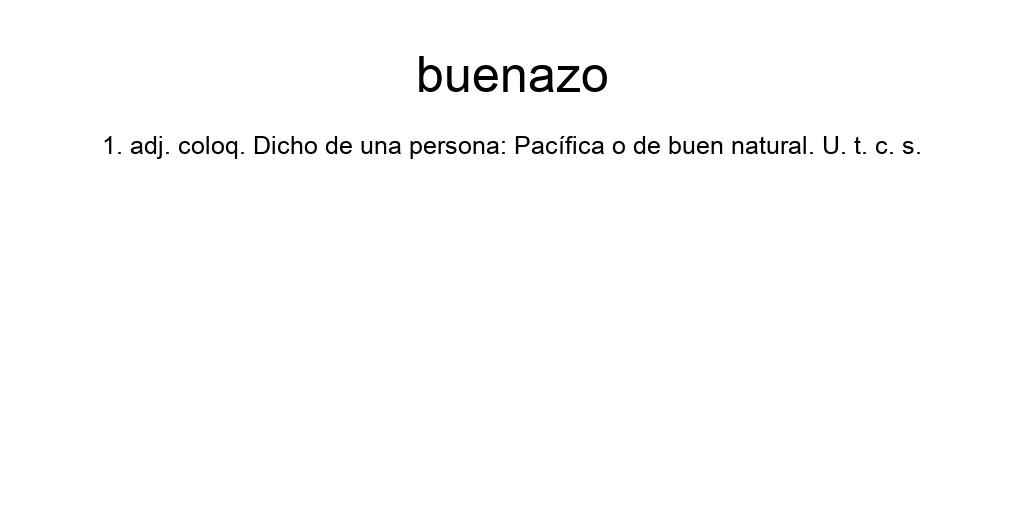 buenazo
1. adj. coloq. Dicho de una persona: Pacífica o de buen natural. U. t. c. s.